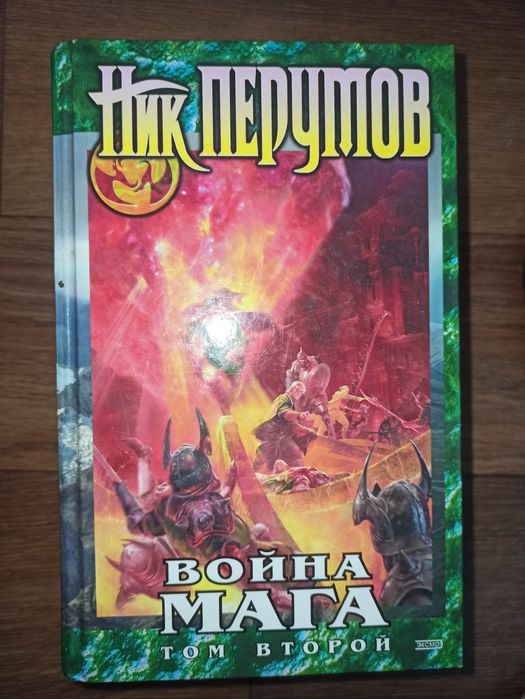 Ник ПЕРУМОВ
ВОЙНА
МАГА
ТОМ ВТОРОЙ
ЭКСМО